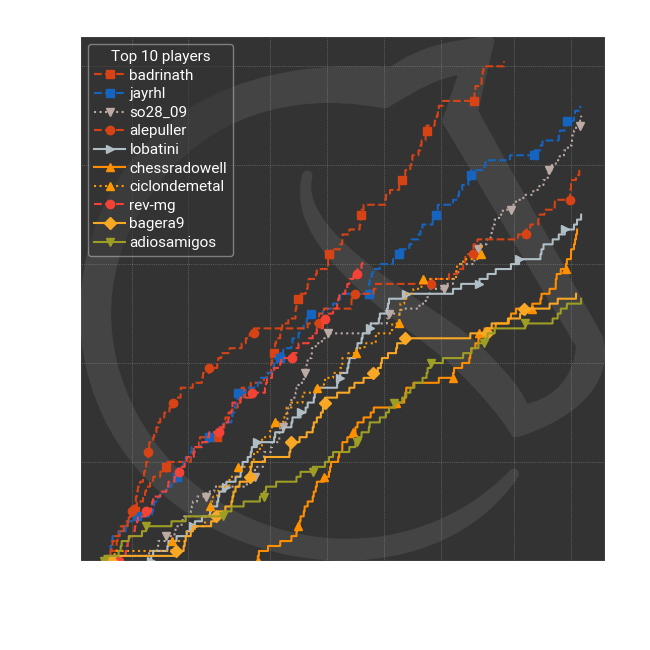 Top 10 players
badrinath
jayrhl
so28_09
alepuller
lobatini
chessradowell
ciclondemetal
rev-mg
bagera9
adiosamigos